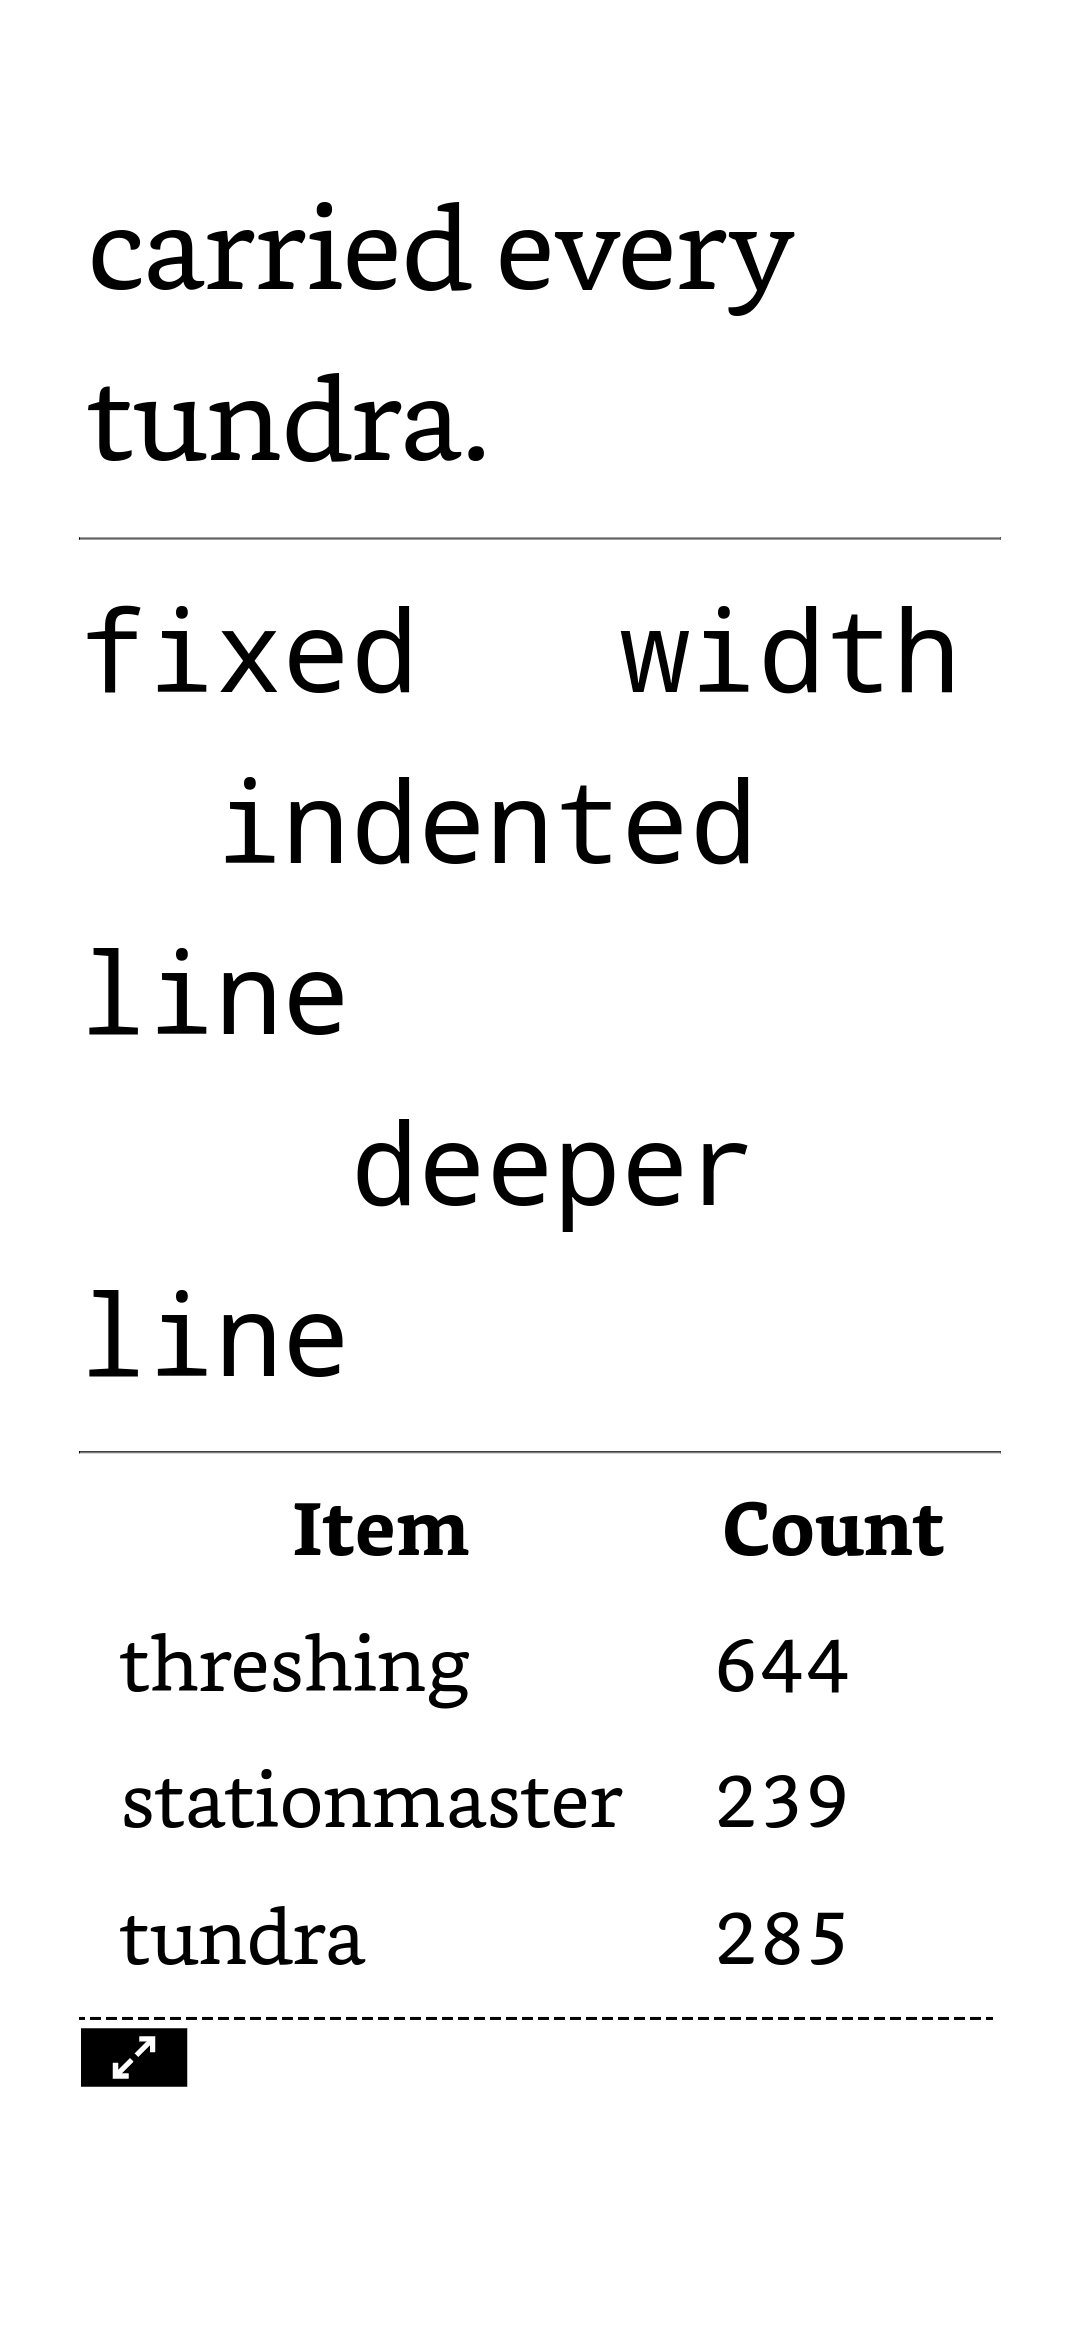 carried every
tundra.
fixed   width
  indented
line
    deeper
line
Item Count
threshing 644
stationmaster 239
tundra 285